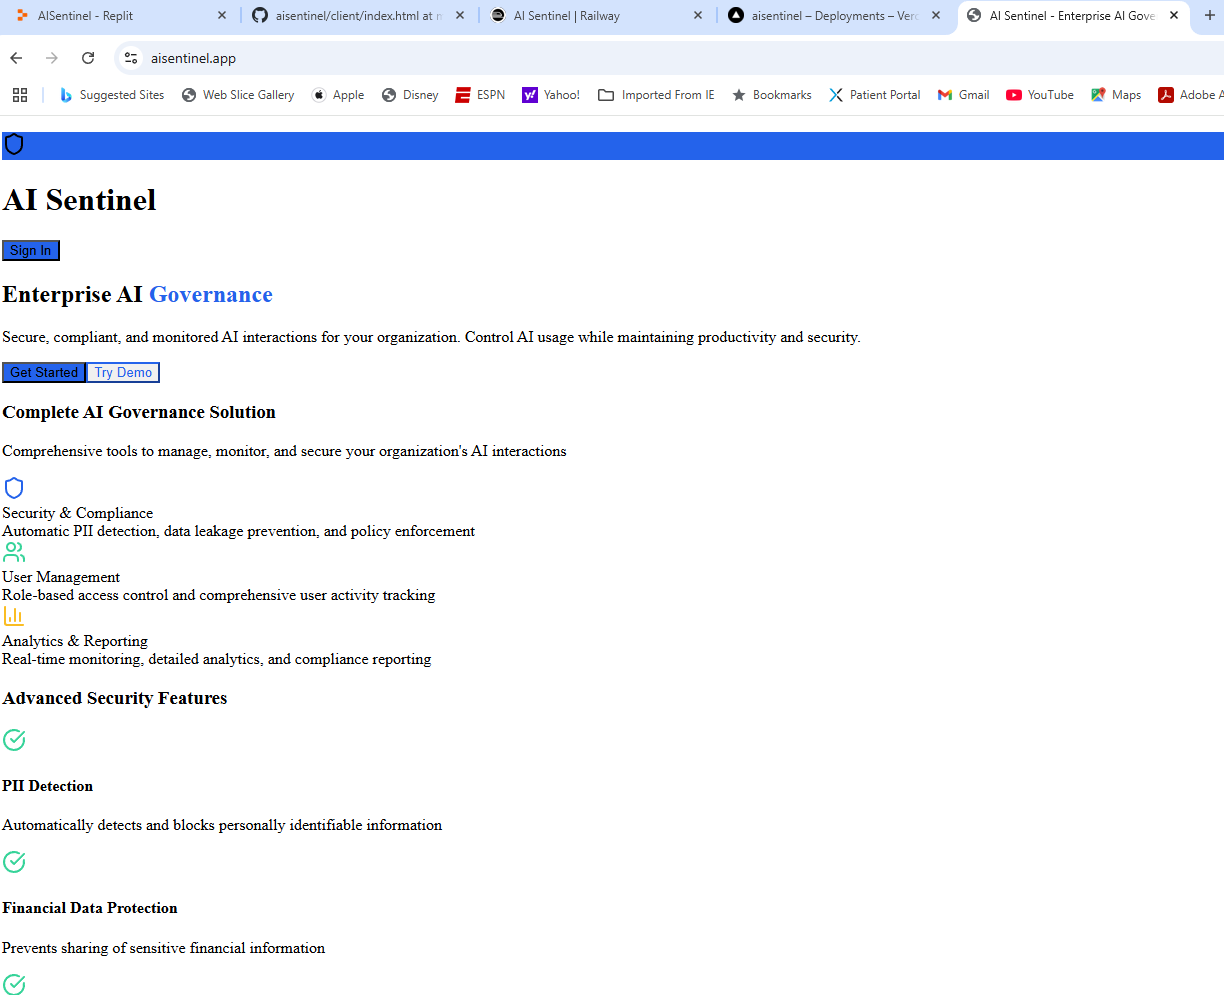 AISentinel - Replit
aisentinel/client/index.html at m
AI Sentinel | Railway
aisentinel – Deployments – Verc
AI Sentinel - Enterprise AI Gove
aisentinel.app
Suggested Sites
Web Slice Gallery
Apple
Disney
ESPN
Yahoo!
Imported From IE
Bookmarks
Patient Portal
Gmail
YouTube
Maps
Adobe A
AI Sentinel
Sign In
Enterprise AI Governance
Secure, compliant, and monitored AI interactions for your organization. Control AI usage while maintaining productivity and security.
Get Started Try Demo
Complete AI Governance Solution
Comprehensive tools to manage, monitor, and secure your organization's AI interactions
Security & Compliance
Automatic PII detection, data leakage prevention, and policy enforcement
User Management
Role-based access control and comprehensive user activity tracking
Analytics & Reporting
Real-time monitoring, detailed analytics, and compliance reporting
Advanced Security Features
PII Detection
Automatically detects and blocks personally identifiable information
Financial Data Protection
Prevents sharing of sensitive financial information